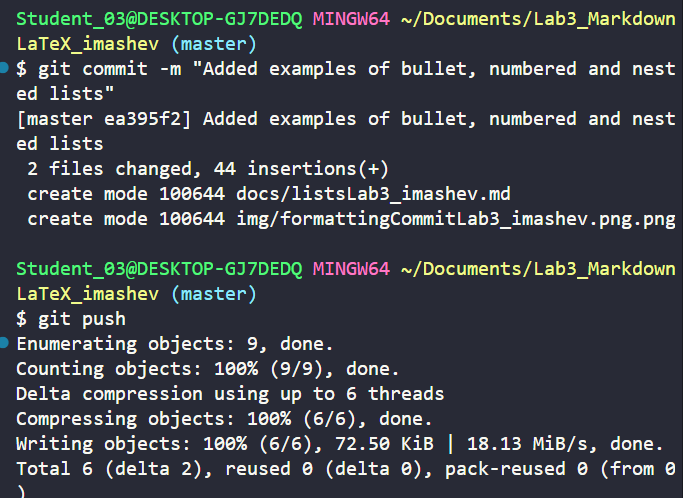 Student_03@DESKTOP-GJ7DEDQ MINGW64 ~/Documents/Lab3_Markdown
LaTeX_imashev (master)
$ git commit -m "Added examples of bullet, numbered and nest
ed lists"
[master ea395f2] Added examples of bullet, numbered and nest
ed lists
 2 files changed, 44 insertions(+)
 create mode 100644 docs/listsLab3_imashev.md
 create mode 100644 img/formattingCommitLab3_imashev.png.png

Student_03@DESKTOP-GJ7DEDQ MINGW64 ~/Documents/Lab3_Markdown
LaTeX_imashev (master)
$ git push
Enumerating objects: 9, done.
Counting objects: 100% (9/9), done.
Delta compression using up to 6 threads
Compressing objects: 100% (6/6), done.
Writing objects: 100% (6/6), 72.50 KiB | 18.13 MiB/s, done.
Total 6 (delta 2), reused 0 (delta 0), pack-reused 0 (from 0
)